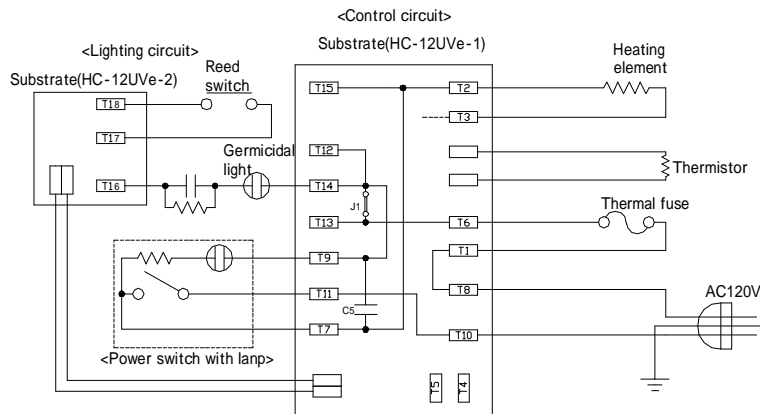 <Control circuit>
Substrate(HC-12UVe-1)
<Lighting circuit>
Substrate(HC-12UVe-2)
Reed
switch
Heating
element
T18
T15
T2
T3
T17
T12
Germicidal
light
Thermistor
T16
T14
J1
T13
T6
Thermal fuse
T9
T1
T11
T8
AC120V
C5
T7
T10
<Power switch with lanp>
T5
T4